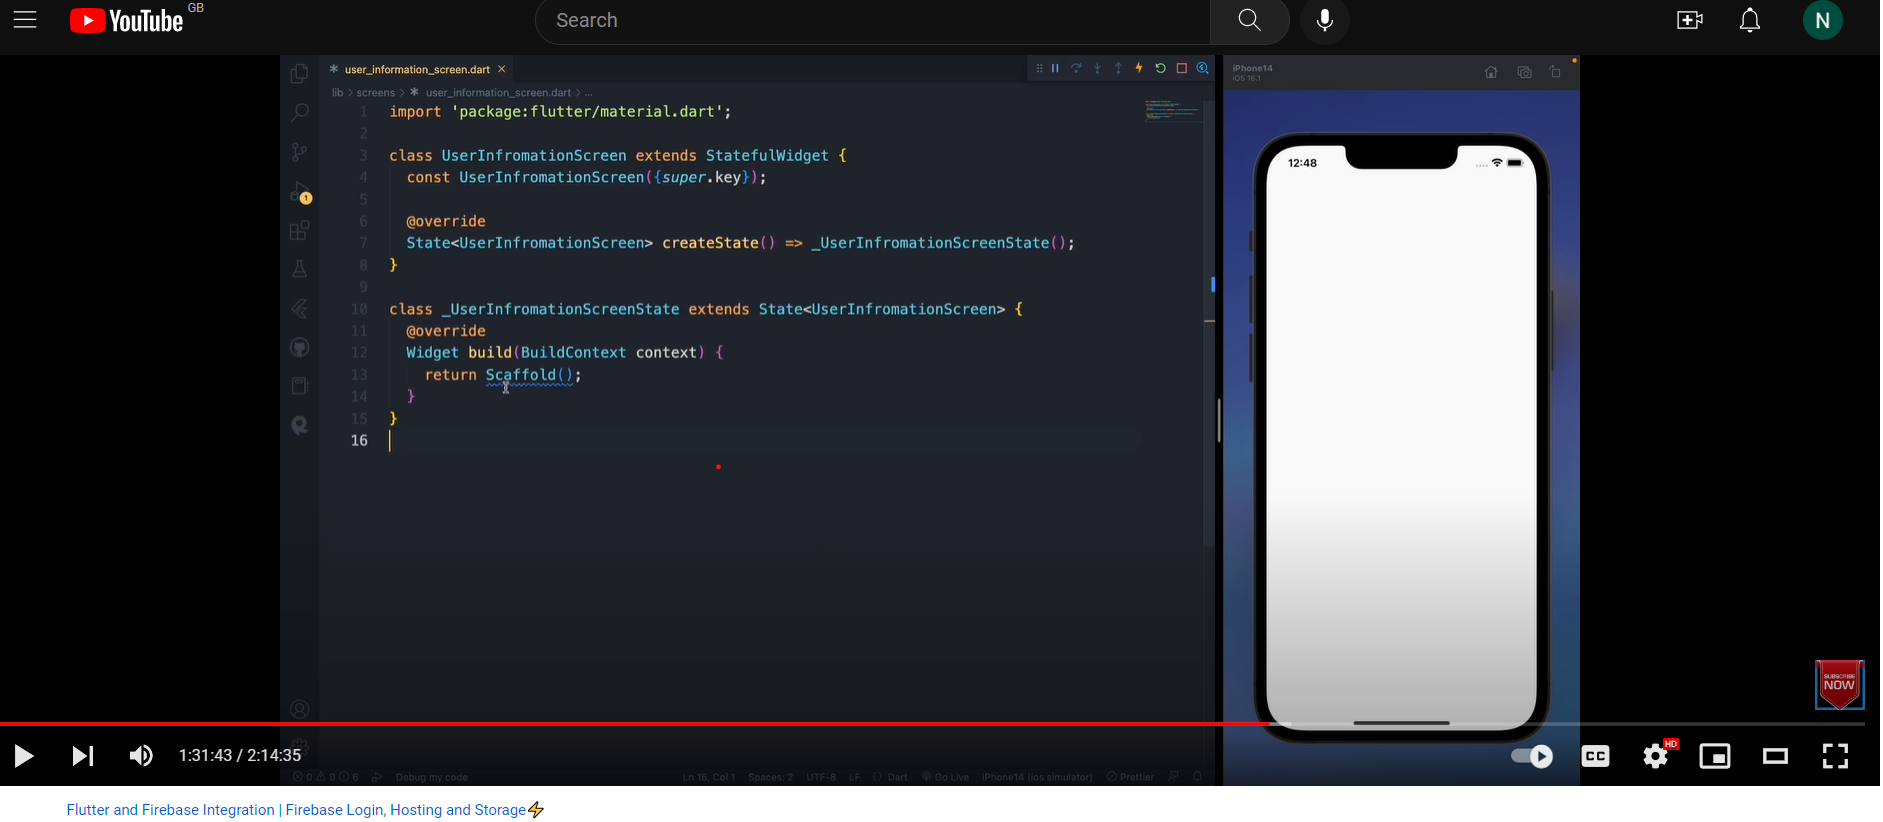 YouTube GB
Search
N
user_information_screen.dart
lib > screens > user_information_screen.dart > ...
1 import 'package:flutter/material.dart';
2
3 class UserInfromationScreen extends StatefulWidget {
4 const UserInfromationScreen({super.key});
5
6 @override
7 State<UserInfromationScreen> createState() => _UserInfromationScreenState();
8 }
9
10 class _UserInfromationScreenState extends State<UserInfromationScreen> {
11 @override
12 Widget build(BuildContext context) {
13 return Scaffold();
14 }
15 }
16
1
iPhone14
iOS 16.1
12:48
SUBSCRIBE
NOW
1:31:43 / 2:14:35
CC
HD
0 0 6 Debug my code Ln 16, Col 1 Spaces: 2 UTF-8 LF {} Dart Go Live iPhone14 (ios simulator) Prettier
Flutter and Firebase Integration | Firebase Login, Hosting and Storage⚡